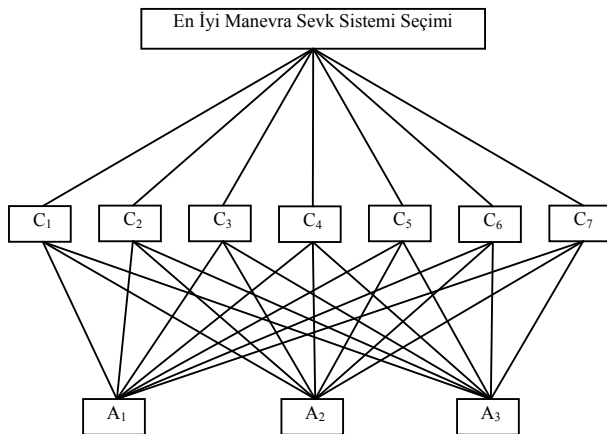 En İyi Manevra Sevk Sistemi Seçimi
C₁ C₂ C₃ C₄ C₅ C₆ C₇
A₁ A₂ A₃